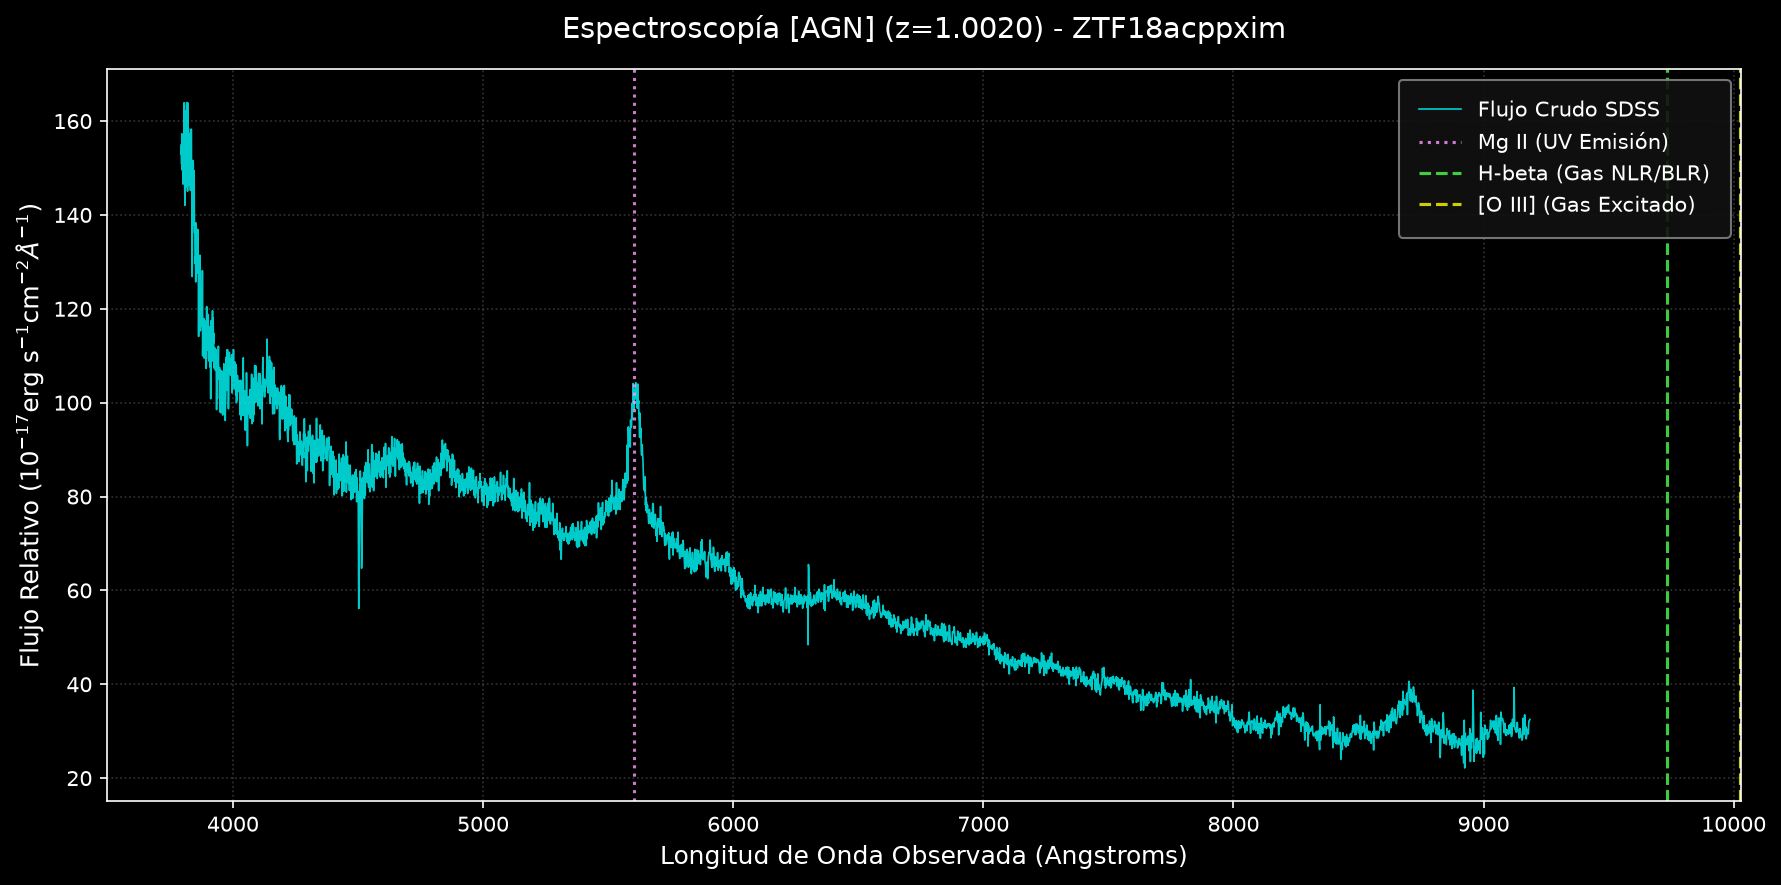 Espectroscopía [AGN] (z=1.0020) - ZTF18acppxim
Flujo Crudo SDSS
Mg II (UV Emisión)
H-beta (Gas NLR/BLR)
[O III] (Gas Excitado)
Flujo Relativo (10⁻¹⁷erg s⁻¹cm⁻²Å⁻¹)
160
140
120
100
80
60
40
20
4000 5000 6000 7000 8000 9000 10000
Longitud de Onda Observada (Angstroms)